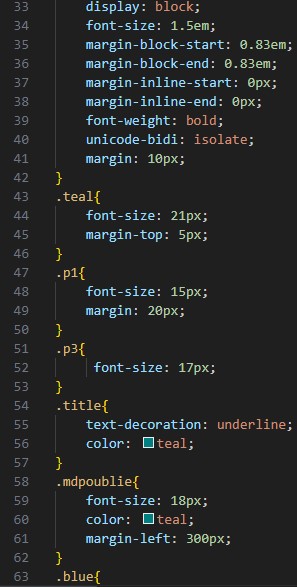 33 display: block;
34 font-size: 1.5em;
35 margin-block-start: 0.83em;
36 margin-block-end: 0.83em;
37 margin-inline-start: 0px;
38 margin-inline-end: 0px;
39 font-weight: bold;
40 unicode-bidi: isolate;
41 margin: 10px;
42 }
43 .teal{
44 font-size: 21px;
45 margin-top: 5px;
46 }
47 .p1{
48 font-size: 15px;
49 margin: 20px;
50 }
51 .p3{
52 font-size: 17px;
53 }
54 .title{
55 text-decoration: underline;
56 color: teal;
57 }
58 .mdpoublie{
59 font-size: 18px;
60 color: teal;
61 margin-left: 300px;
62 }
63 .blue{